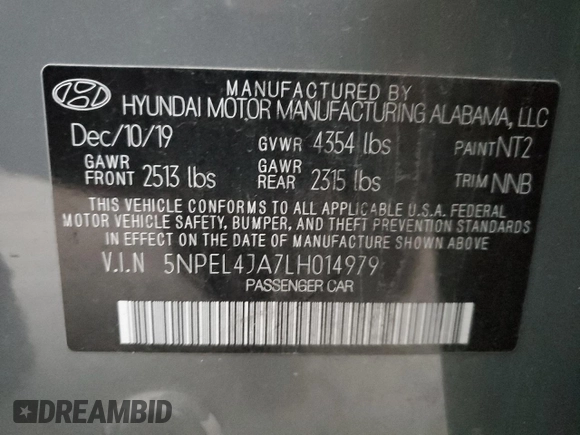 MANUFACTURED BY
HYUNDAI MOTOR MANUFACTURING ALABAMA, LLC
Dec/10/19 GVWR 4354 lbs PAINT NT2
GAWR FRONT 2513 lbs GAWR REAR 2315 lbs TRIM NNB
THIS VEHICLE CONFORMS TO ALL APPLICABLE U.S.A. FEDERAL
MOTOR VEHICLE SAFETY, BUMPER, AND THEFT PREVENTION STANDARDS
IN EFFECT ON THE DATE OF MANUFACTURE SHOWN ABOVE.
V.I.N 5NPEL4JA7LH014979
PASSENGER CAR
DREAMBID